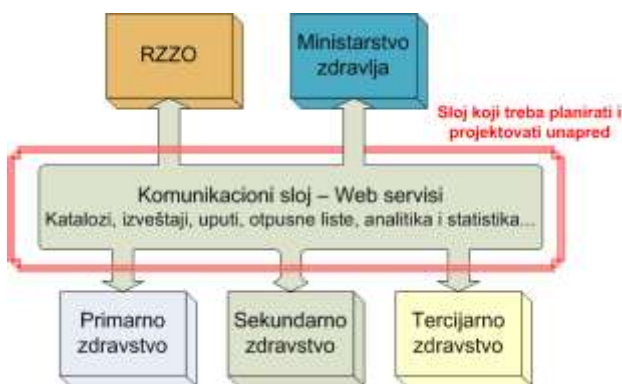 RZZO
Ministarstvo
zdravlja
Sloj koji treba planirati i
projektovati unapred
Komunikacioni sloj – Web servisi
Katalozi, izveštaji, uputi, otpusne liste, analitika i statistika...
Primarno
zdravstvo
Sekundarno
zdravstvo
Tercijarno
zdravstvo